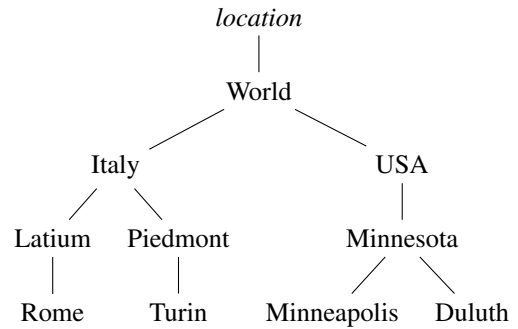 location
World
Italy USA
Latium Piedmont Minnesota
Rome Turin Minneapolis Duluth